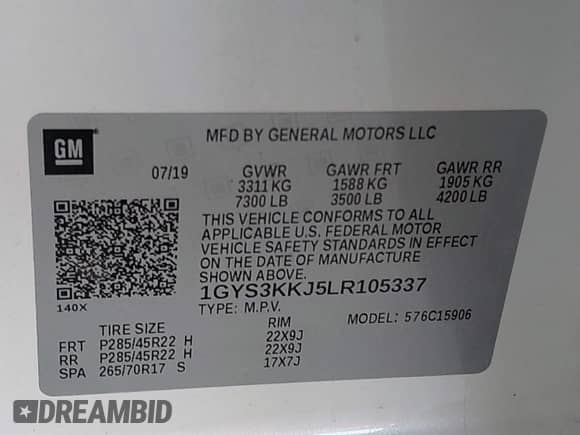 GM
MFD BY GENERAL MOTORS LLC
07/19 GVWR GAWR FRT GAWR RR
3311 KG 1588 KG 1905 KG
7300 LB 3500 LB 4200 LB
THIS VEHICLE CONFORMS TO ALL
APPLICABLE U.S. FEDERAL MOTOR
VEHICLE SAFETY STANDARDS IN EFFECT
ON THE DATE OF MANUFACTURE
SHOWN ABOVE.
1GYS3KKJ5LR105337
140X
TYPE: M.P.V. MODEL: 576C15906
TIRE SIZE RIM
FRT P285/45R22 H 22X9J
RR P285/45R22 H 22X9J
SPA 265/70R17 S 17X7J
DREAMBID